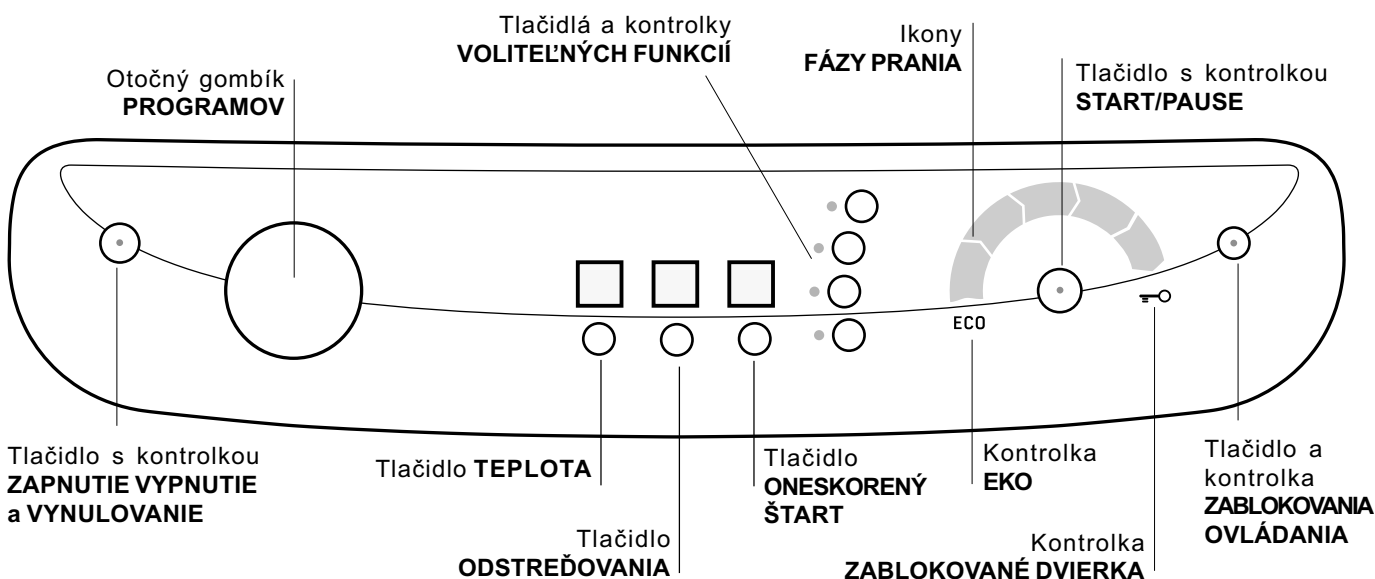 Tlačidlá a kontrolky
VOLITEĽNÝCH FUNKCIÍ
Ikony
FÁZY PRANIA
Otočný gombík
PROGRAMOV
Tlačidlo s kontrolkou
START/PAUSE
ECO
Tlačidlo s kontrolkou
ZAPNUTIE VYPNUTIE
a VYNULOVANIE
Tlačidlo TEPLOTA
Tlačidlo
ODSTREĎOVANIA
Tlačidlo
ONESKORENÝ
ŠTART
Kontrolka
EKO
Kontrolka
ZABLOKOVANÉ DVIERKA
Tlačidlo a
kontrolka
ZABLOKOVANIA
OVLÁDANIA